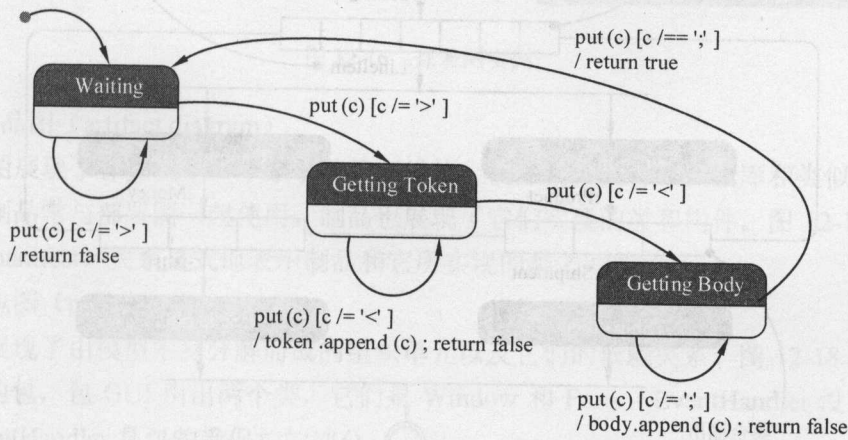 put (c) [c /== ';' ]
/ return true
Waiting
put (c) [c /= '>' ]
Getting Token
put (c) [c /= '<' ]
put (c) [c /= '>' ]
/ return false
Getting Body
put (c) [c /= '<' ]
/ token .append (c) ; return false
put (c) [c /= ';' ]
/ body.append (c) ; return false